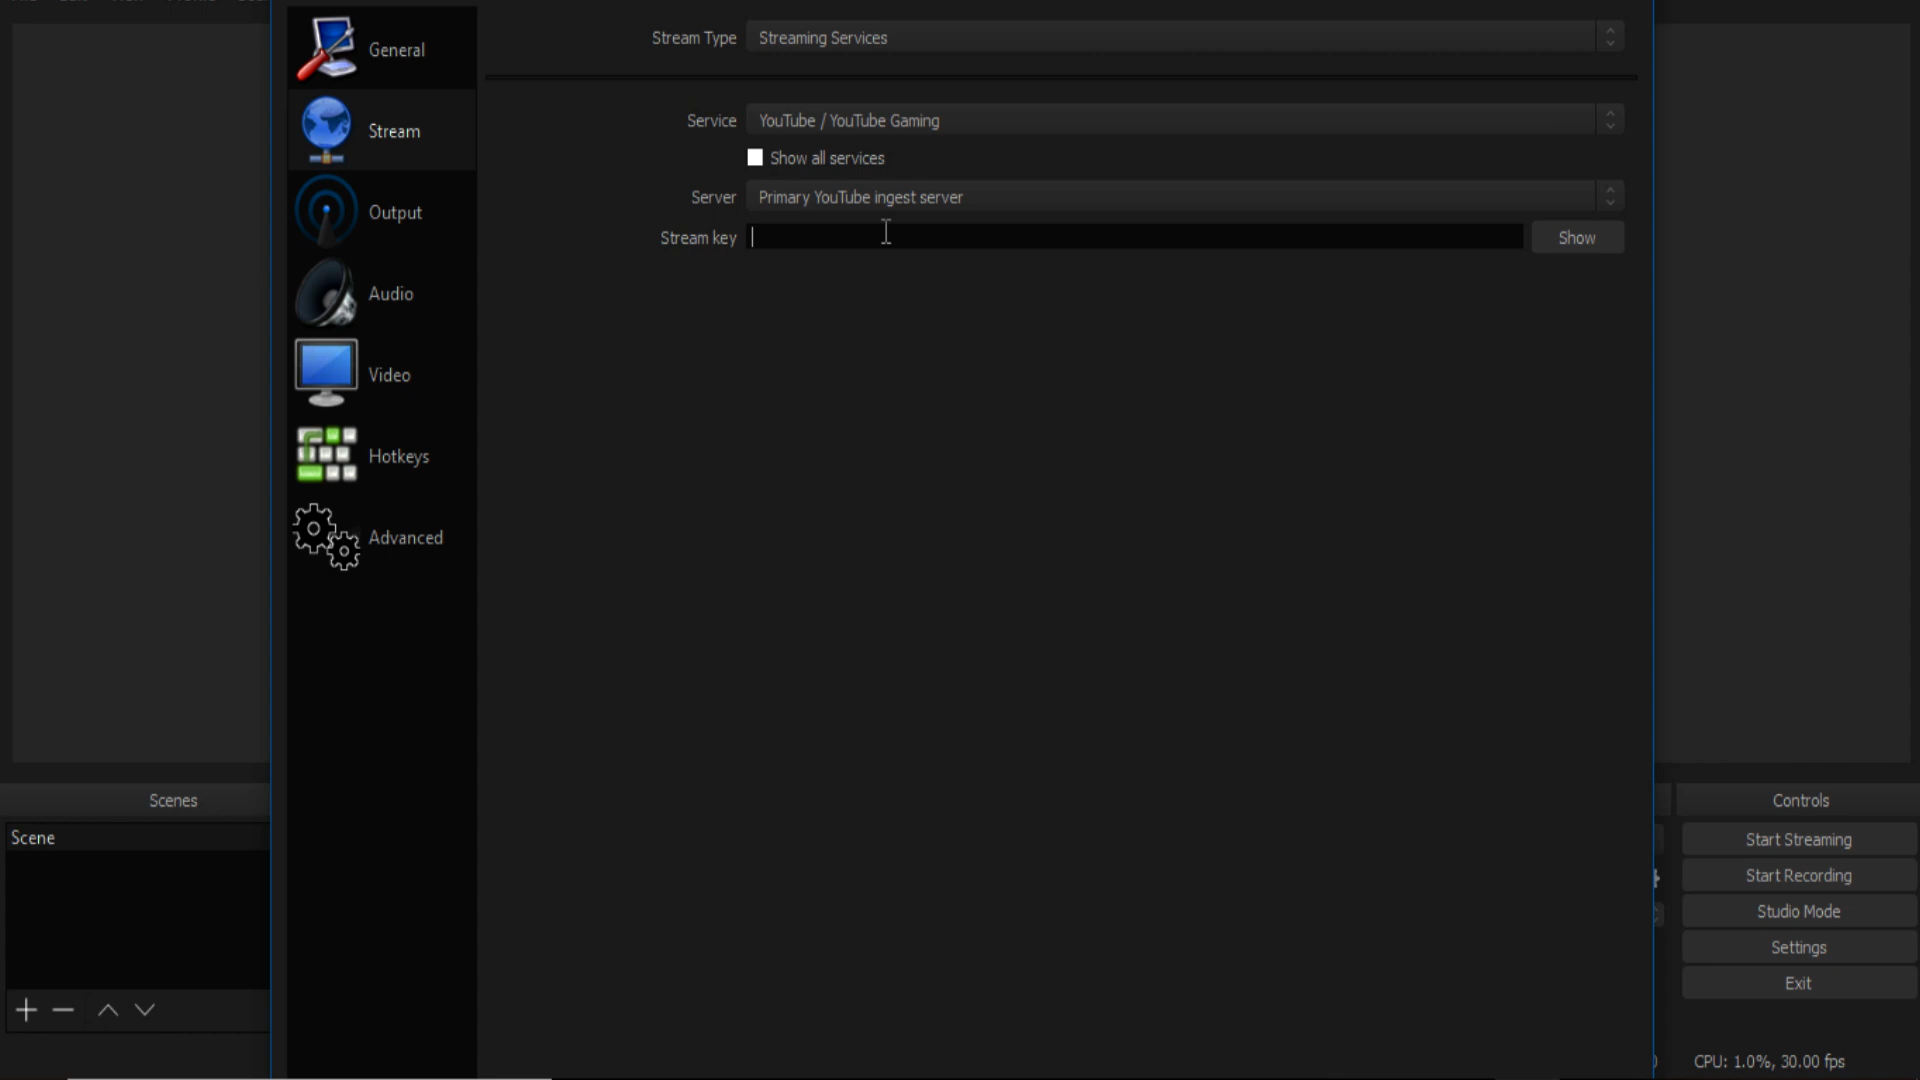 General
Stream
Output
Audio
Video
Hotkeys
Advanced
Stream Type Streaming Services
Service YouTube / YouTube Gaming
Show all services
Server Primary YouTube ingest server
Stream key Show
Scenes
Scene
Controls
Start Streaming
Start Recording
Studio Mode
Settings
Exit
CPU: 1.0%, 30.00 fps